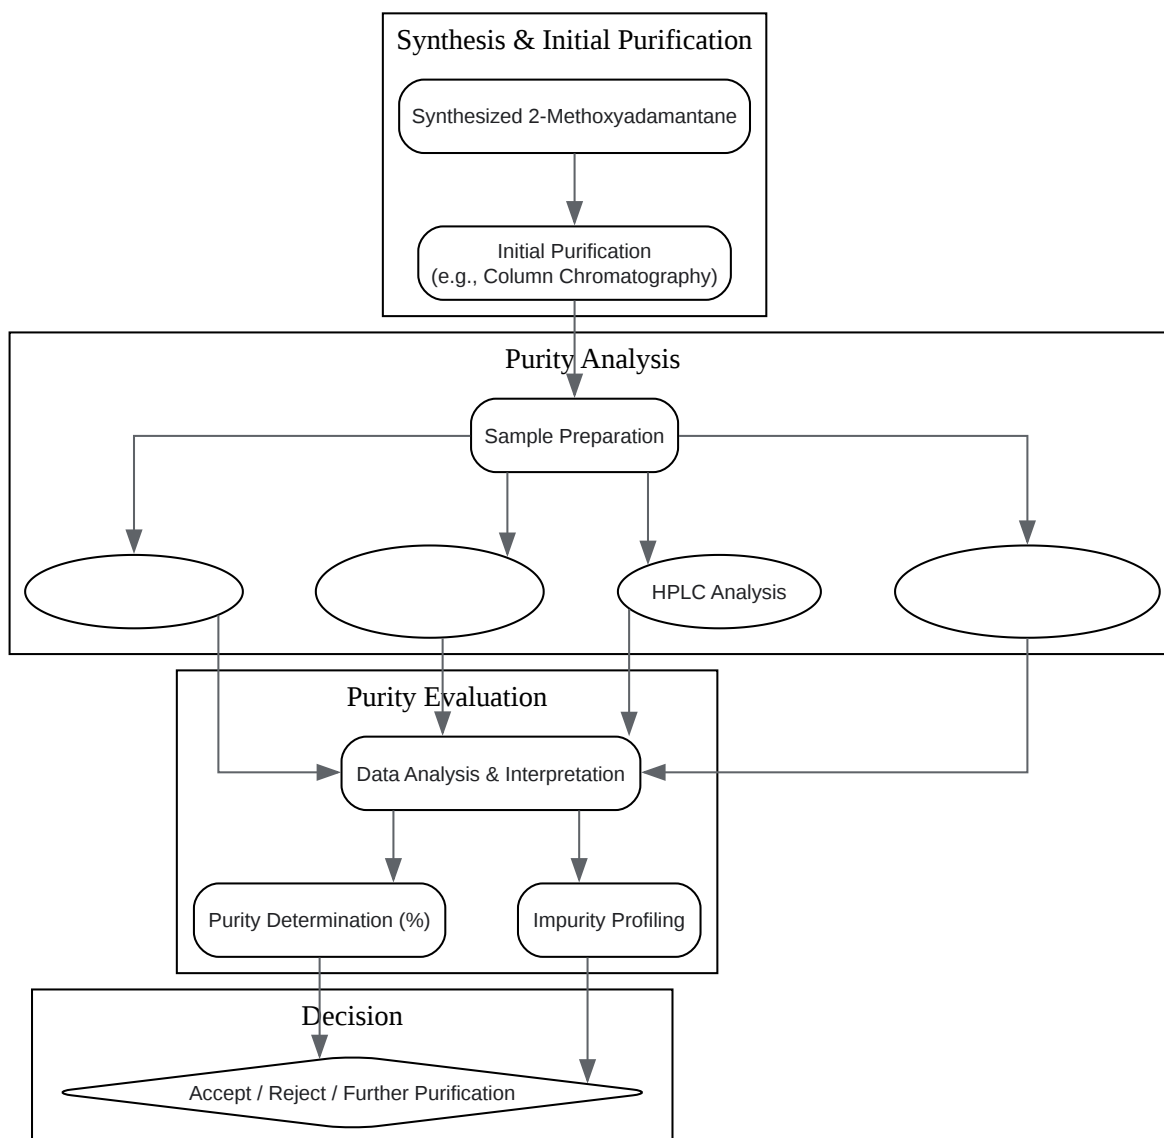 Synthesis & Initial Purification
Synthesized 2-Methoxyadamantane
Initial Purification
(e.g., Column Chromatography)
Purity Analysis
Sample Preparation
HPLC Analysis
Purity Evaluation
Data Analysis & Interpretation
Purity Determination (%)
Impurity Profiling
Decision
Accept / Reject / Further Purification